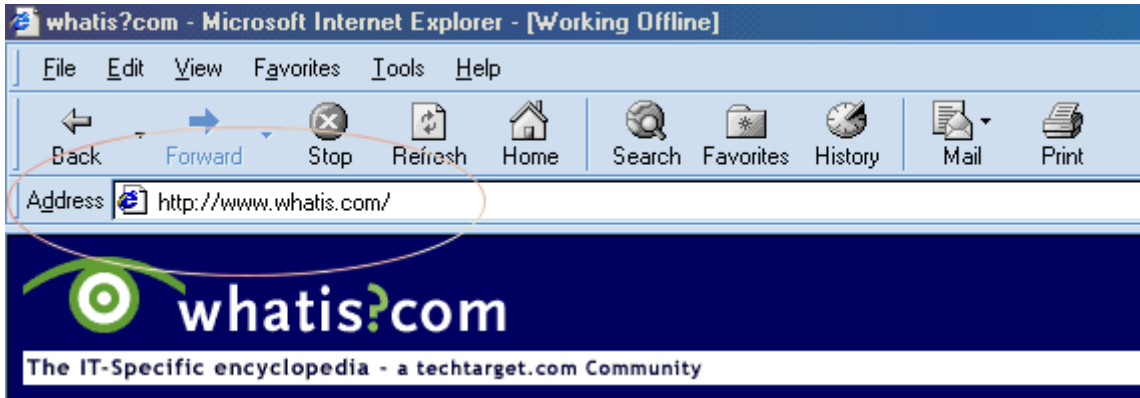 whatis?com - Microsoft Internet Explorer - [Working Offline]
File Edit View Favorites Tools Help
Back Forward Stop Refresh Home Search Favorites History Mail Print
Address http://www.whatis.com/
whatis?com
The IT-Specific encyclopedia - a techtarget.com Community